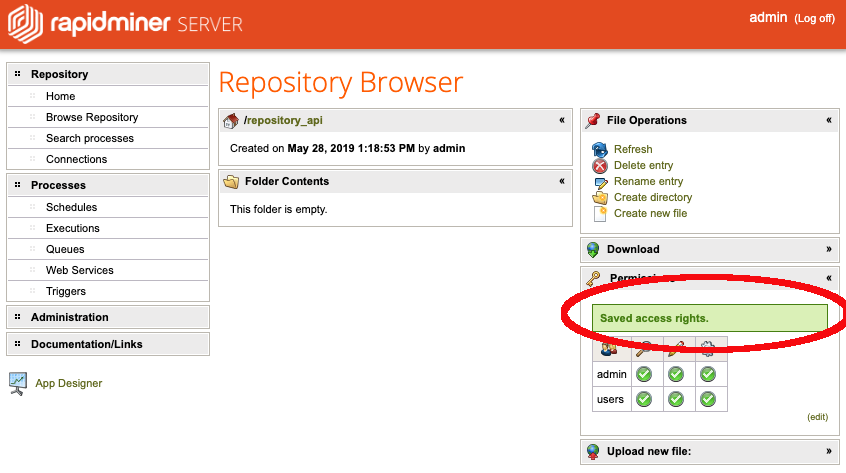 rapidminer SERVER
admin (Log off)
Repository
Home
Browse Repository
Search processes
Connections
Processes
Schedules
Executions
Queues
Web Services
Triggers
Administration
Documentation/Links
App Designer
Repository Browser
/repository_api «
Created on May 28, 2019 1:18:53 PM by admin
Folder Contents «
This folder is empty.
File Operations «
Refresh
Delete entry
Rename entry
Create directory
Create new file
Download »
Permissions «
Saved access rights.
admin
users
(edit)
Upload new file: »